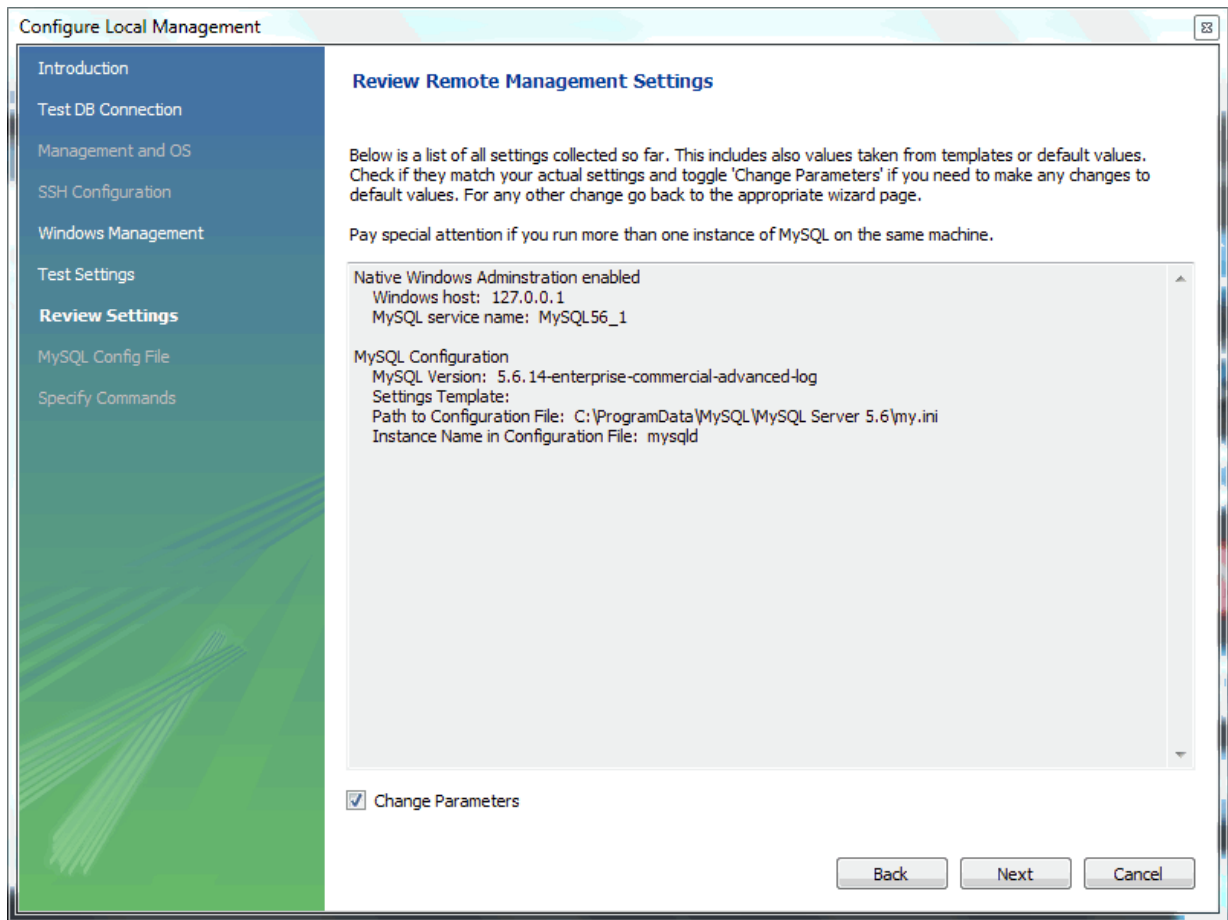 Configure Local Management
Introduction
Test DB Connection
Management and OS
SSH Configuration
Windows Management
Test Settings
Review Settings
MySQL Config File
Specify Commands
Review Remote Management Settings
Below is a list of all settings collected so far. This includes also values taken from templates or default values.
Check if they match your actual settings and toggle 'Change Parameters' if you need to make any changes to
default values. For any other change go back to the appropriate wizard page.
Pay special attention if you run more than one instance of MySQL on the same machine.
Native Windows Adminstration enabled
Windows host: 127.0.0.1
MySQL service name: MySQL56_1
MySQL Configuration
MySQL Version: 5.6.14-enterprise-commercial-advanced-log
Settings Template:
Path to Configuration File: C:\ProgramData\MySQL\MySQL Server 5.6\my.ini
Instance Name in Configuration File: mysqld
Change Parameters
Back Next Cancel